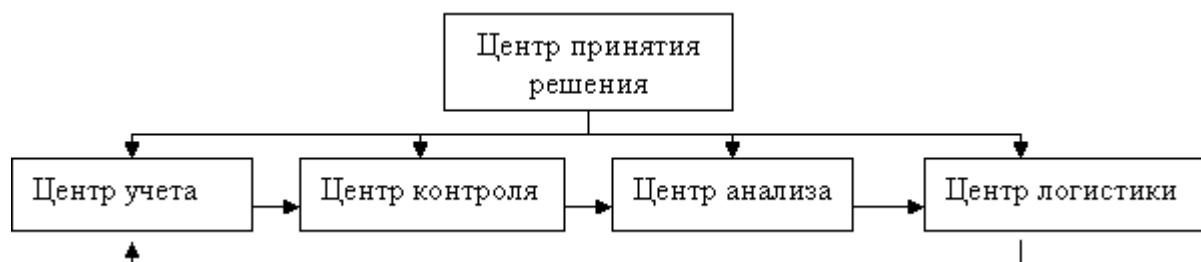 Центр принятия
решения
Центр учета
Центр контроля
Центр анализа
Центр логистики